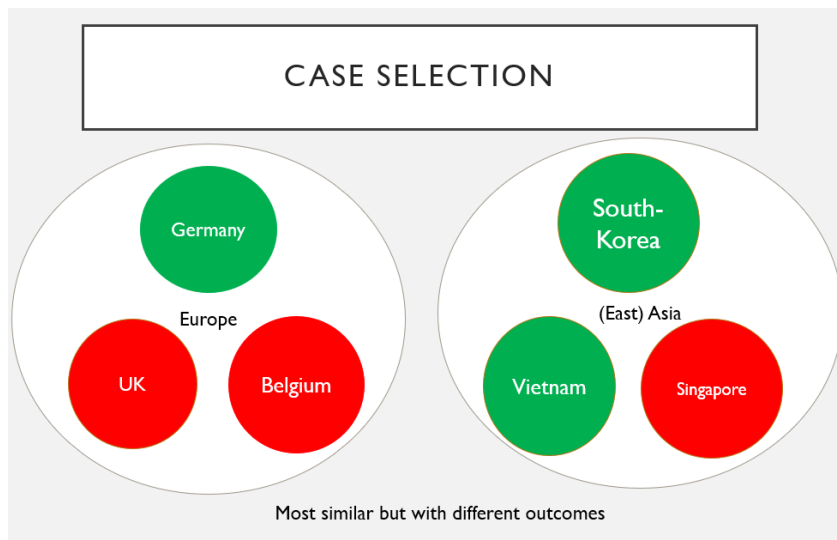 CASE SELECTION
Germany
Europe
UK
Belgium
South-
Korea
(East) Asia
Vietnam
Singapore
Most similar but with different outcomes